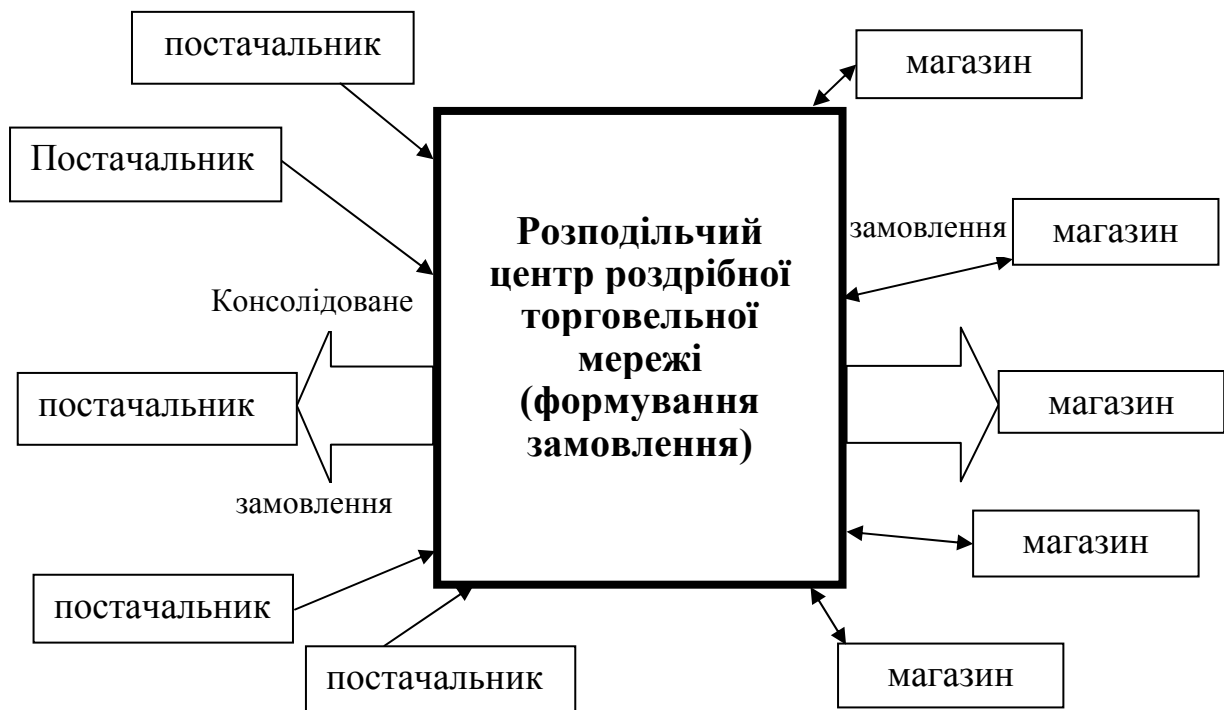 постачальник
магазин
Постачальник
Розподільчий
центр роздрібної
торговельної
мережі
(формування
замовлення)
замовлення
магазин
Консолідоване
постачальник
магазин
замовлення
магазин
постачальник
постачальник
магазин